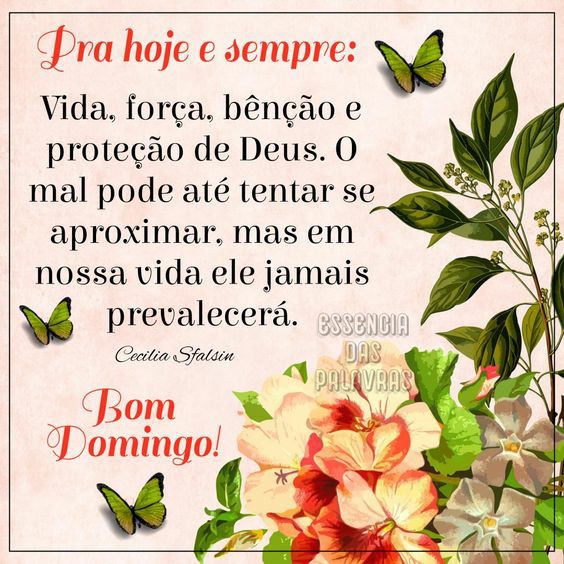 Pra hoje e sempre:
Vida, força, bênção e
proteção de Deus. O
mal pode até tentar se
aproximar, mas em
nossa vida ele jamais
prevalecerá.
Cecilia Sfalsin
ESSENCIA
DAS
PALAVRAS
Bom
Domingo!